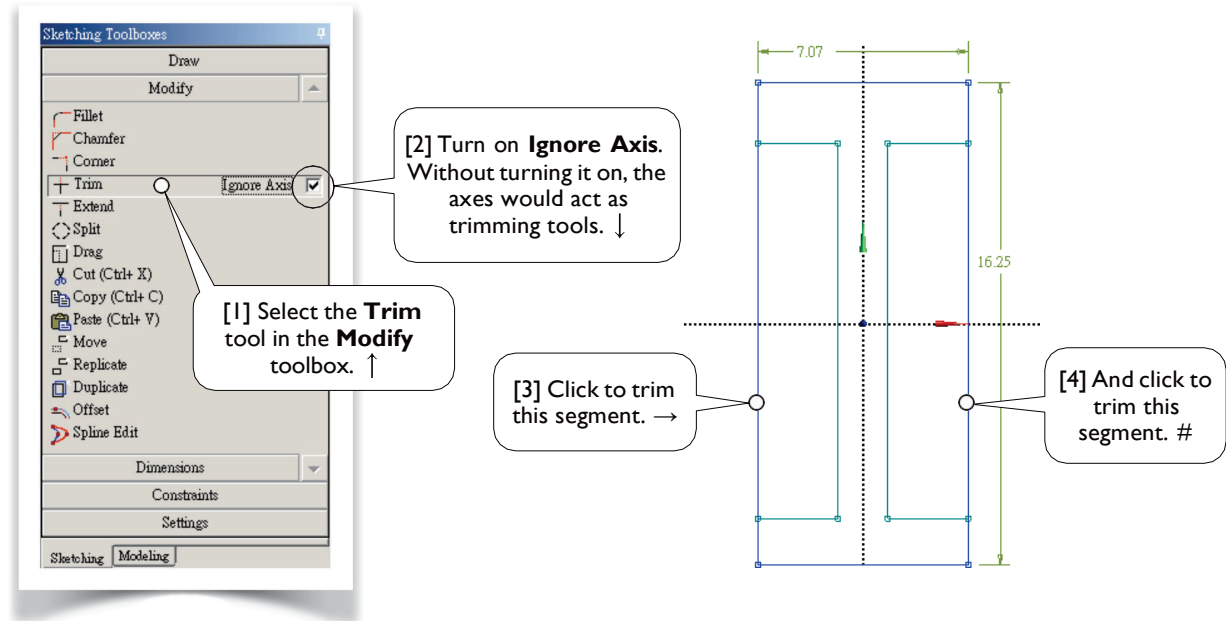 Sketching Toolboxes
Draw
Modify
Fillet
Chamfer
Corner
Trim Ignore Axis
Extend
Split
Drag
Cut (Ctrl+ X)
Copy (Ctrl+ C)
Paste (Ctrl+ V)
Move
Replicate
Duplicate
Offset
Spline Edit
Dimensions
Constraints
Settings
Sketching Modeling
[2] Turn on Ignore Axis.
Without turning it on, the
axes would act as
trimming tools. ↓
[1] Select the Trim
tool in the Modify
toolbox. ↑
7.07
16.25
[3] Click to trim
this segment. →
[4] And click to
trim this
segment. #